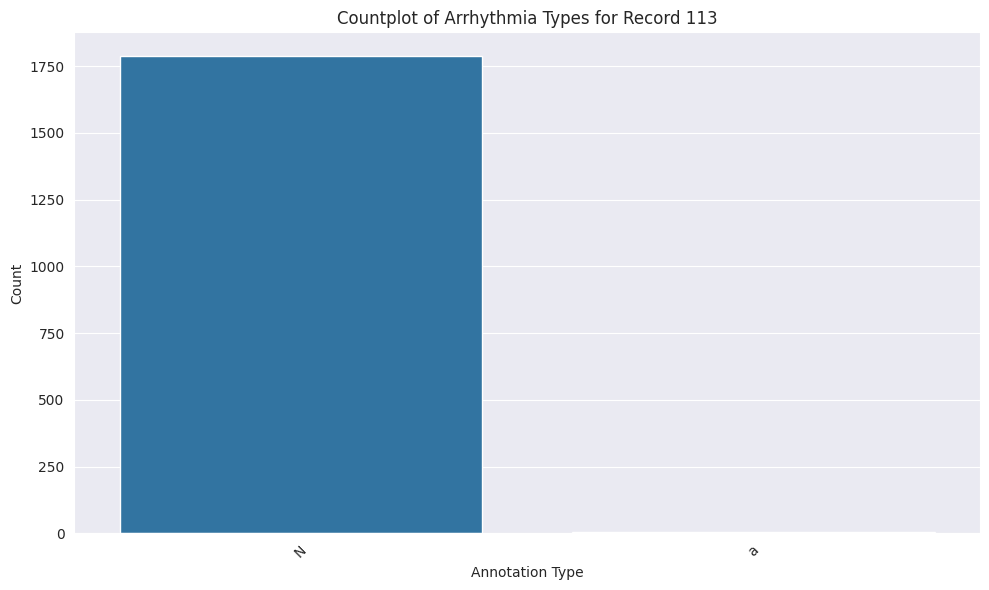 Countplot of Arrhythmia Types for Record 113
Count
1750
1500
1250
1000
750
500
250
0
N
a
Annotation Type